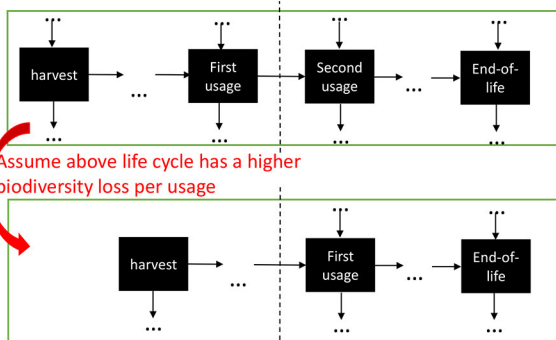 ... ... ... ...
harvest
First
usage
Second
usage
End-of-
life
... ...
... ... ... ...
Assume above life cycle has a higher
biodiversity loss per usage
... ...
harvest
First
usage
End-of-
life
... ...
... ... ...